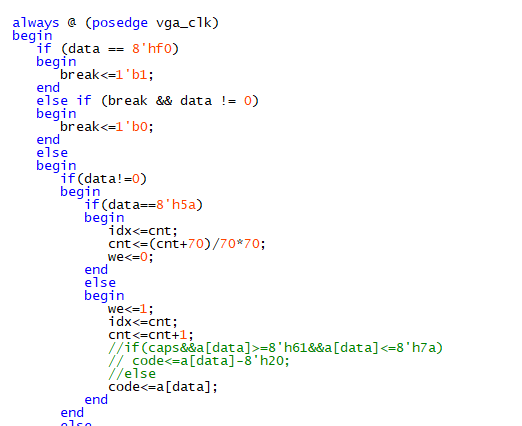 always @ (posedge vga_clk)
begin
if (data == 8'hf0)
begin
break<=1'b1;
end
else if (break && data != 0)
begin
break<=1'b0;
end
else
begin
if(data!=0)
begin
if(data==8'h5a)
begin
idx<=cnt;
cnt<=(cnt+70)/70*70;
we<=0;
end
else
begin
we<=1;
idx<=cnt;
cnt<=cnt+1;
//if(caps&&a[data]>=8'h61&&a[data]<=8'h7a)
// code<=a[data]-8'h20;
//else
code<=a[data];
end
end
else